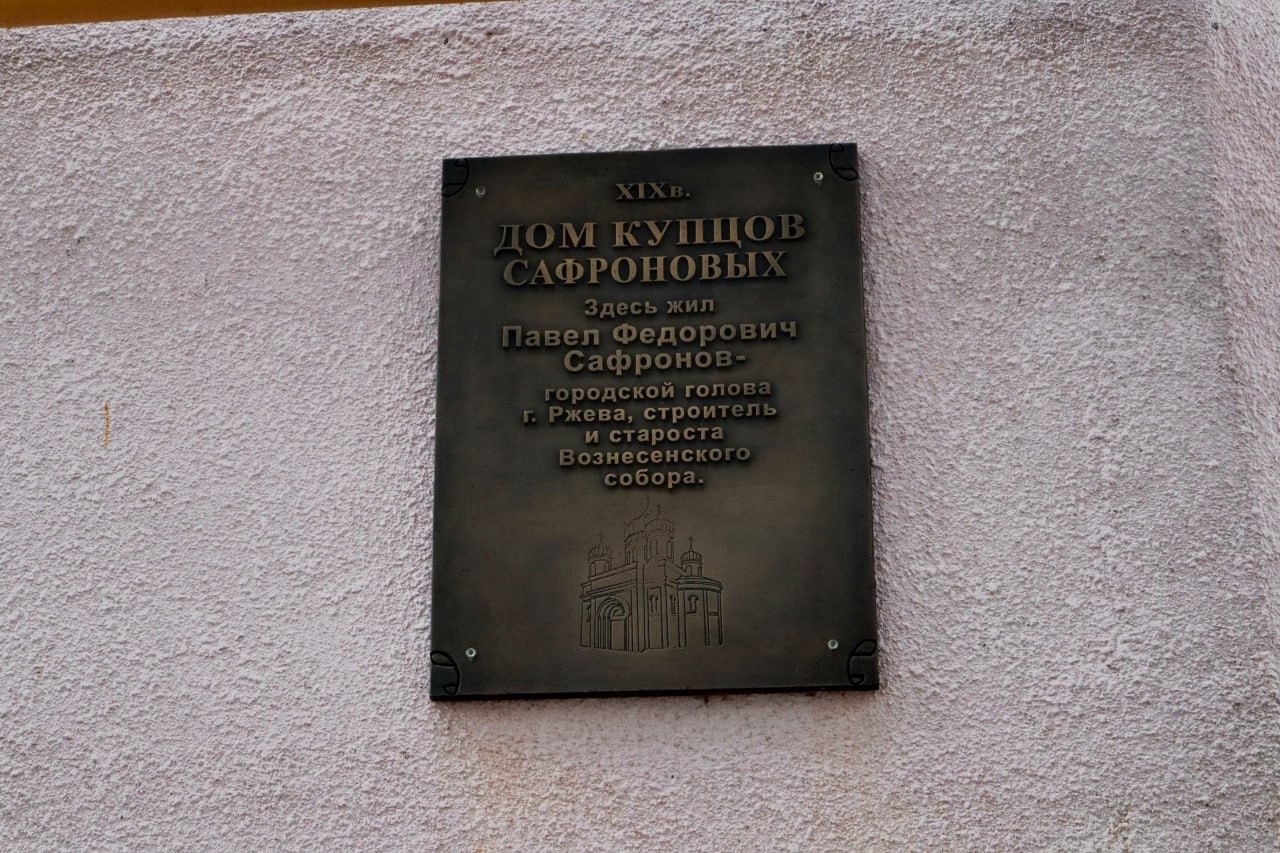 XIXв.
ДОМ КУПЦОВ
САФРОНОВЫХ
Здесь жил
Павел Федорович
Сафронов-
городской голова
г. Ржева, строитель
и староста
Вознесенского
собора.